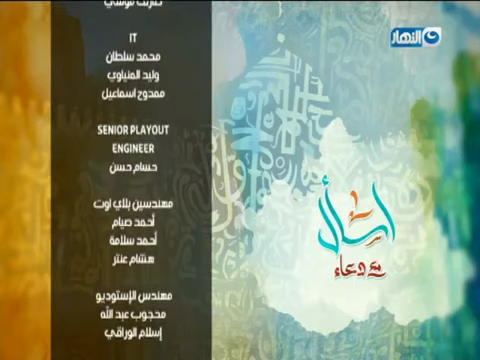 النهار
IT
محمد سلطان
وليد المنياوي
ممدوح اسماعيل
SENIOR PLAYOUT
ENGINEER
حسام حسن
مهندسين بلاي اوت
أحمد صيام
أحمد سلامة
هشام عنتر
مهندس الإستوديو
محجوب عبد الله
إسلام الوراقي
اسأل
مع دعاء